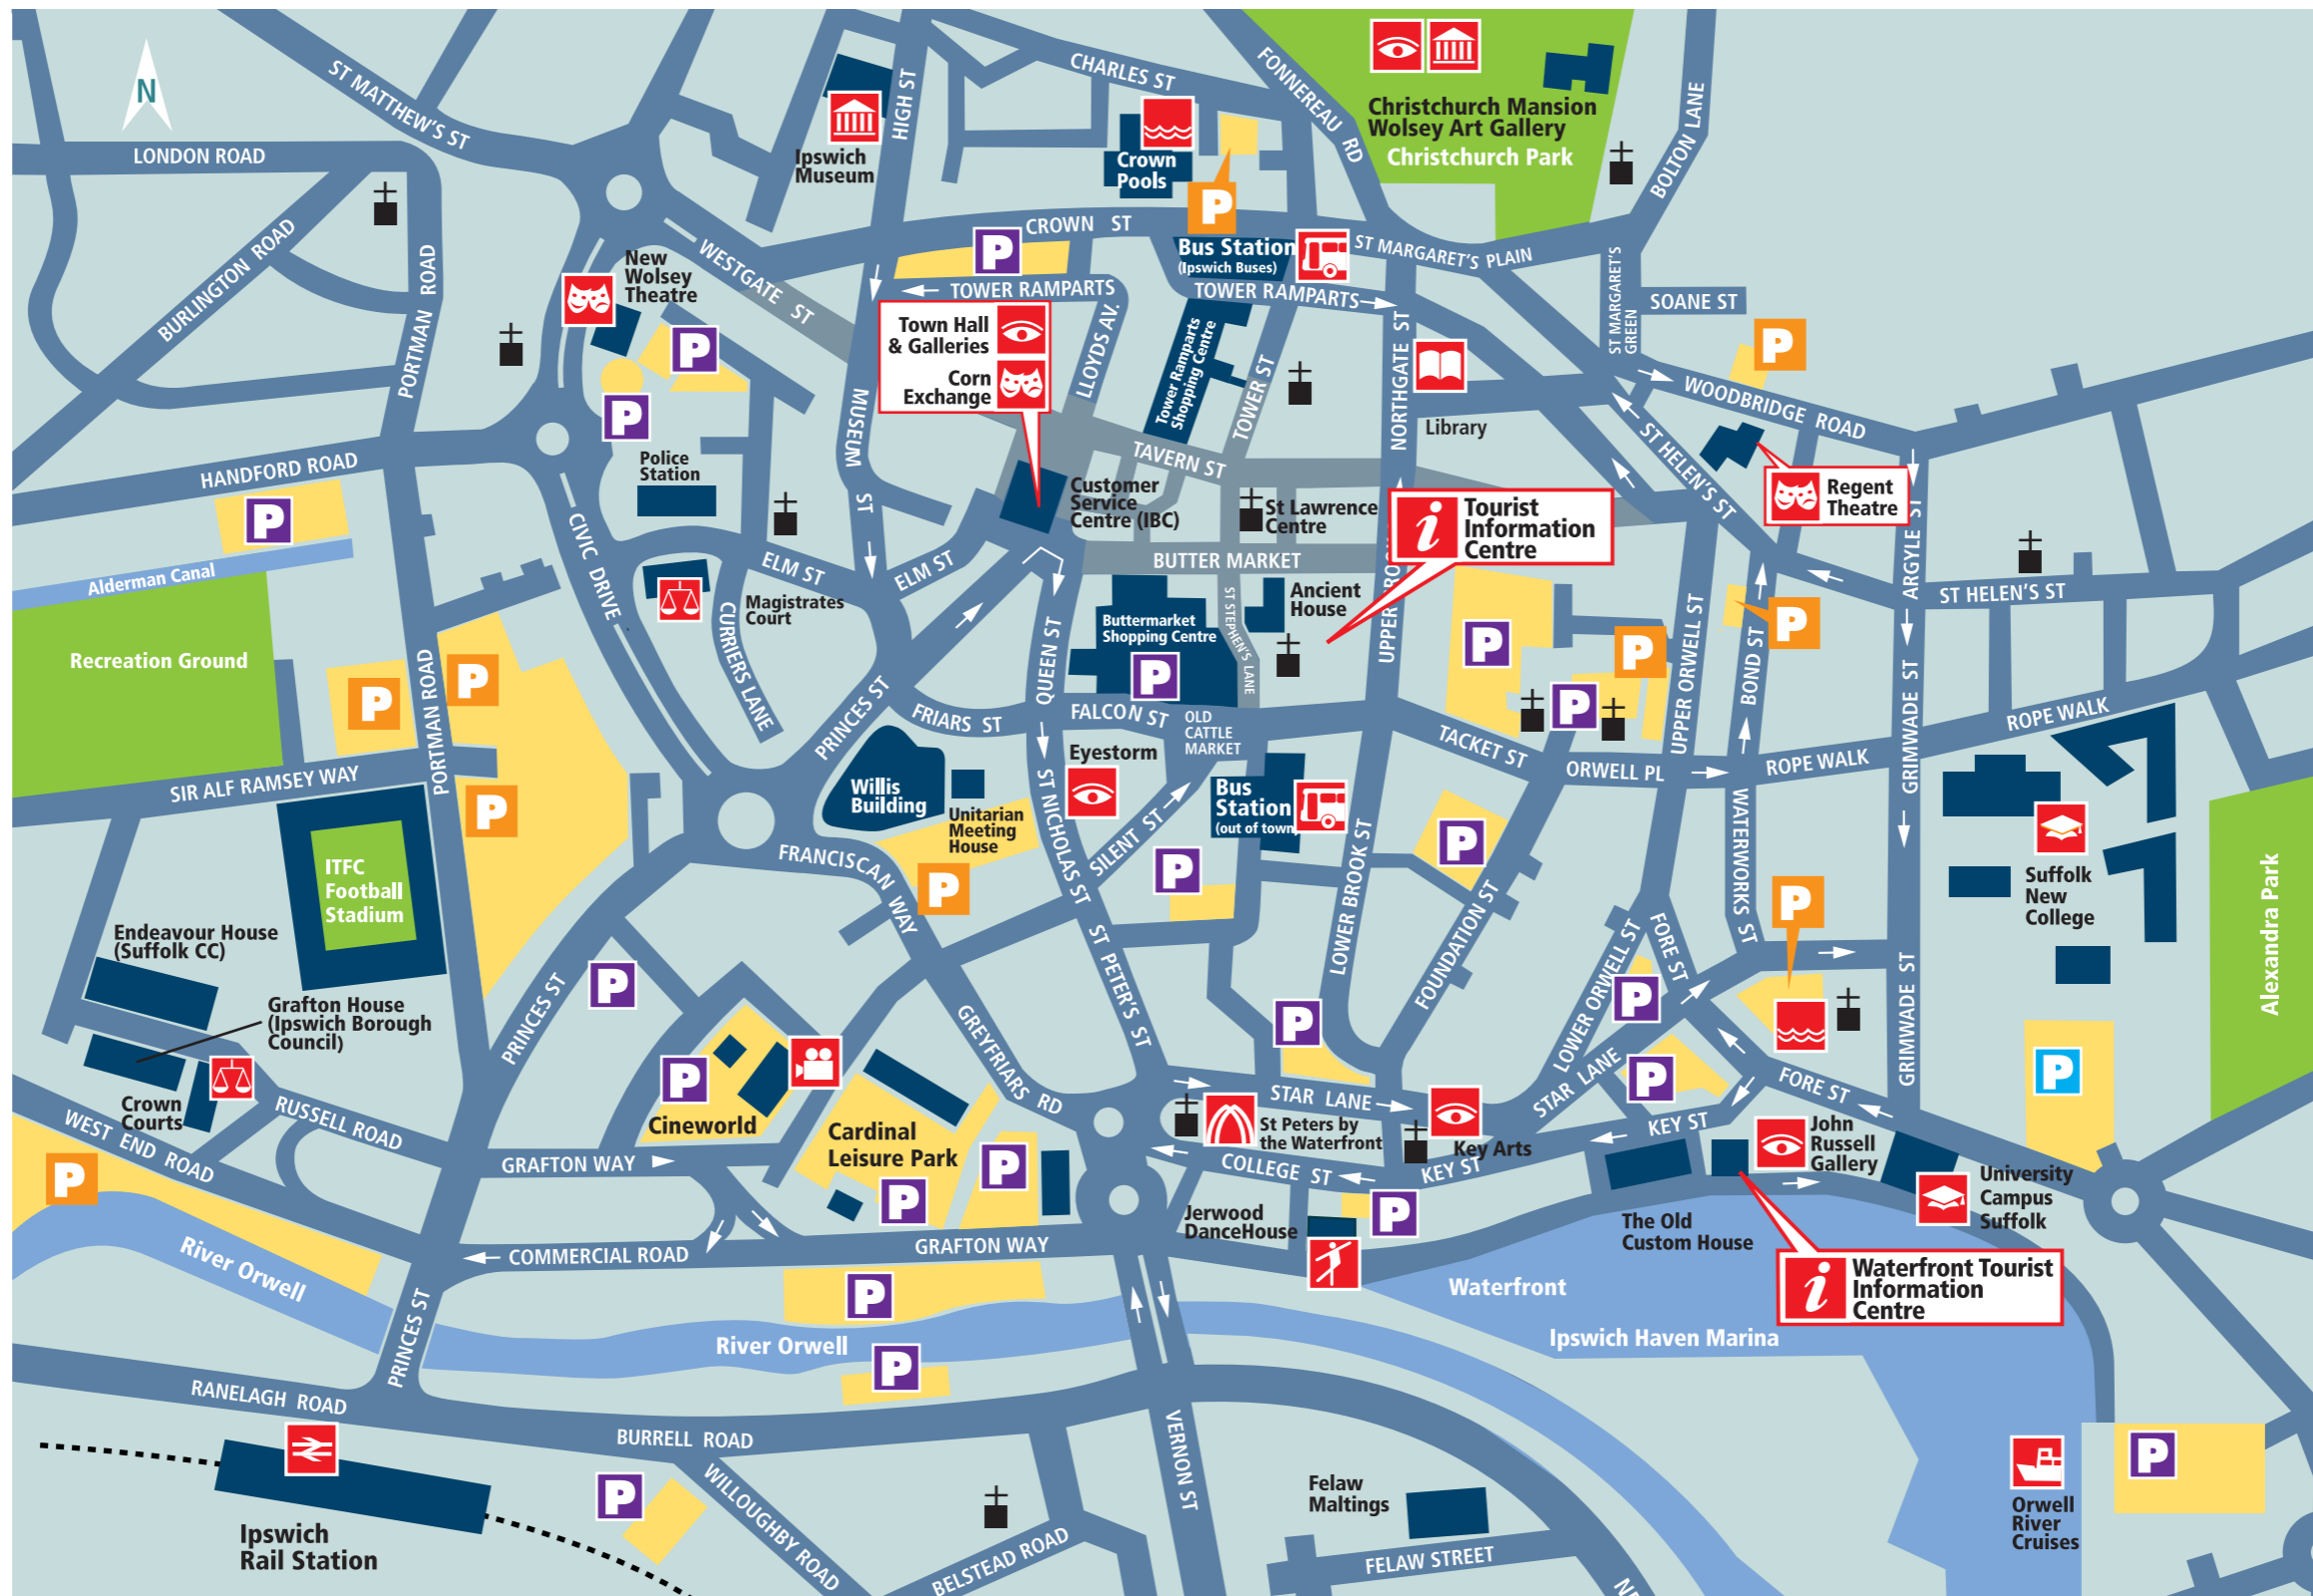 N
ST MATTHEW'S ST
LONDON ROAD
BURLINGTON ROAD
PORTMAN ROAD
HANDFORD ROAD
P
Alderman Canal
Recreation Ground
Ipswich
Museum
HIGH ST
CHARLES ST
Crown
Pools
P
FONNEREAU RD
Christchurch Mansion
Wolsey Art Gallery
Christchurch Park
BOLTON LANE
New
Wolsey
Theatre
P
P
WESTGATE ST
P
CROWN ST
Bus Station
(Ipswich Buses)
ST MARGARET'S PLAIN
TOWER RAMPARTS
TOWER RAMPARTS
ST MARGARET'S
GREEN
SOANE ST
Town Hall
& Galleries
Corn
Exchange
LLOYDS AV.
Tower Ramparts
Shopping Centre
TOWER ST
NORTHGATE ST
Library
P
WOODBRIDGE ROAD
ST HELEN'S ST
Regent
Theatre
Police
Station
MUSEUM ST
TAVERN ST
Customer
Service
Centre (IBC)
St Lawrence
Centre
i
Tourist
Information
Centre
CIVIC DRIVE
ELM ST
ELM ST
BUTTER MARKET
Magistrates
Court
CURRIERS LANE
QUEEN ST
Buttermarket
Shopping Centre
P
ST STEPHEN'S LANE
Ancient
House
P
P
P
P
UPPER ORWELL ST
BOND ST
ARGYLE ST
ST HELEN'S ST
GRIMWADE ST
ROPE WALK
P
P
P
PORTMAN ROAD
SIR ALF RAMSEY WAY
PRINCES ST
FRIARS ST
FALCON ST
OLD
CATTLE
MARKET
TACKET ST
ORWELL PL
ROPE WALK
Willis
Building
Unitarian
Meeting
House
Eyestorm
Bus
Station
(out of town)
ST NICHOLAS ST
SILENT ST
P
P
P
LOWER BROOK ST
FOUNDATION ST
WATERWORKS ST
Suffolk
New
College
Alexandra Park
ITFC
Football
Stadium
Endeavour House
(Suffolk CC)
Grafton House
(Ipswich Borough
Council)
Crown
Courts
FRANCISCAN WAY
PRINCES ST
P
ST PETER'S ST
GREYFRIARS RD
P
P
LOWER ORWELL ST
FORE ST
P
STAR LANE
P
GRIMWADE ST
P
FORE ST
P
Cineworld
Cardinal
Leisure Park
P
P
RUSSELL ROAD
WEST END ROAD
P
GRAFTON WAY
STAR LANE
St Peters by
the Waterfront
Key Arts
COLLEGE ST
KEY ST
KEY ST
John
Russell
Gallery
University
Campus
Suffolk
COMMERCIAL ROAD
GRAFTON WAY
Jerwood
DanceHouse
P
The Old
Custom House
River Orwell
P
PRINCES ST
River Orwell
P
Waterfront
Ipswich Haven Marina
i
Waterfront Tourist
Information
Centre
RANELAGH ROAD
BURRELL ROAD
VERNON ST
Ipswich
Rail Station
P
WILLOUGHBY ROAD
BELSTEAD ROAD
Felaw
Maltings
FELAW STREET
Orwell
River
Cruises
P